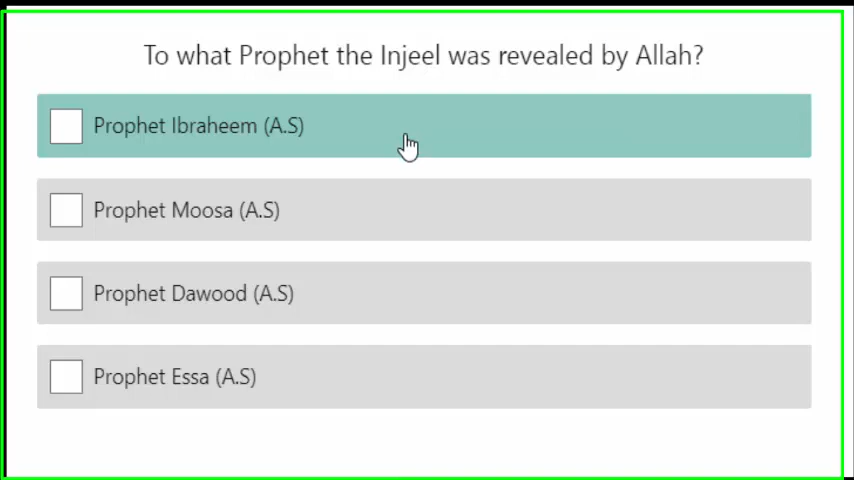 To what Prophet the Injeel was revealed by Allah?
Prophet Ibraheem (A.S)
Prophet Moosa (A.S)
Prophet Dawood (A.S)
Prophet Essa (A.S)